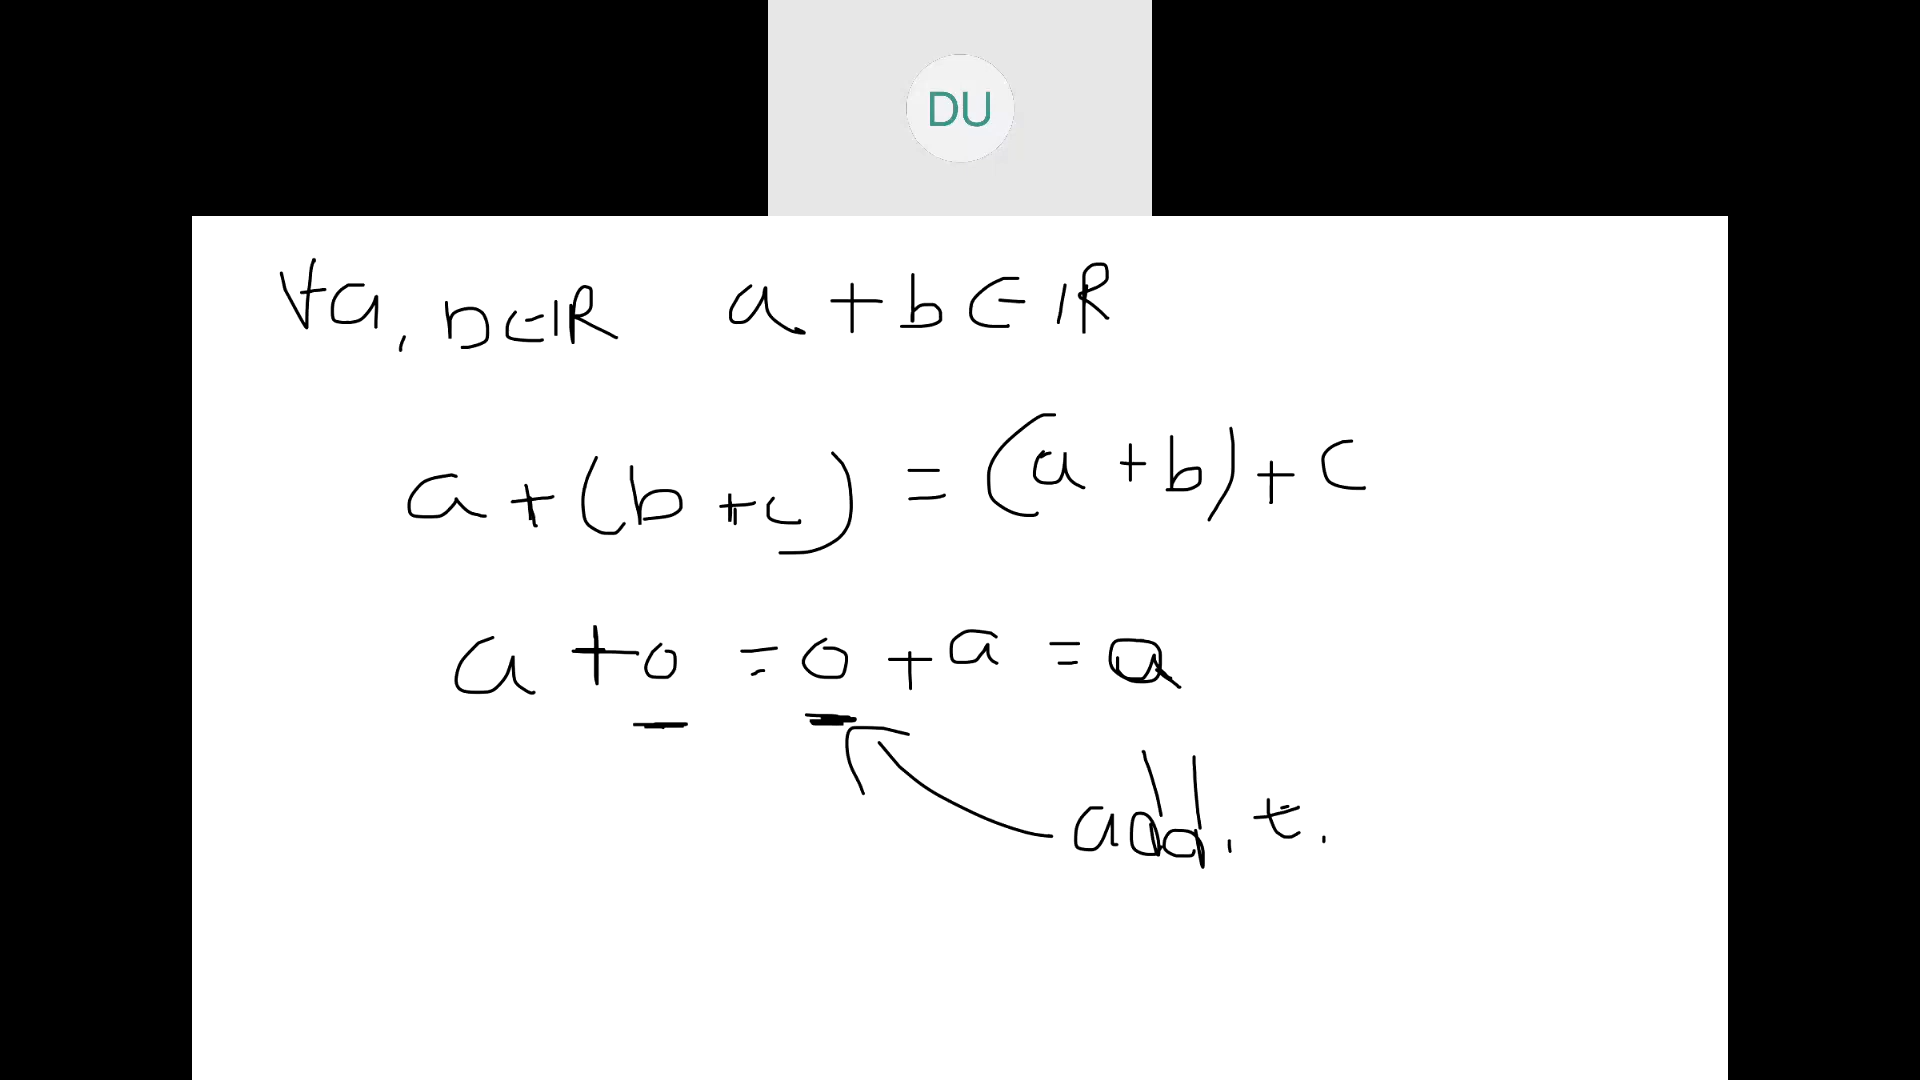 DU
∀a, b∈ℝ a + b ∈ ℝ
a + (b + c) = (a + b) + c
a + 0 = 0 + a = a
add. t.